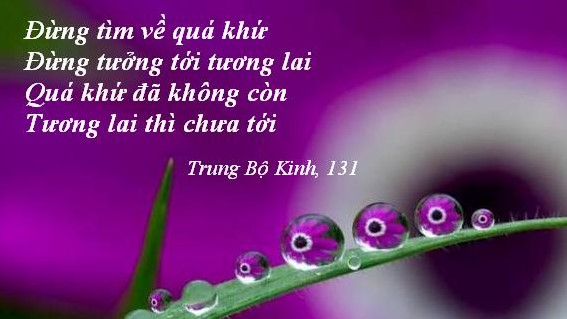 Đừng tìm về quá khứ
Đừng tưởng tới tương lai
Quá khứ đã không còn
Tương lai thì chưa tới
Trung Bộ Kinh, 131